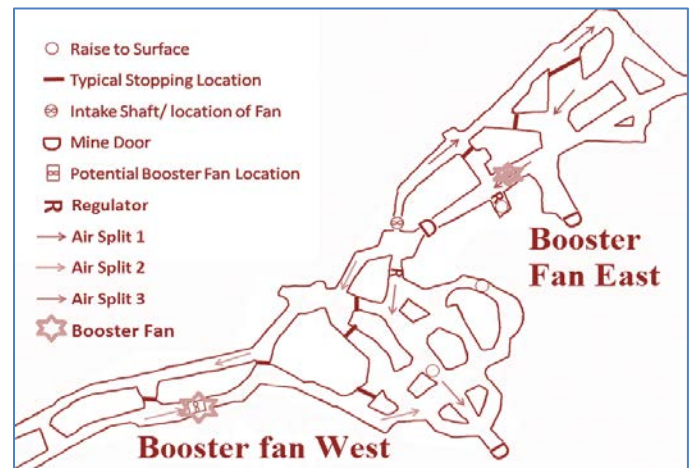 Raise to Surface
Typical Stopping Location
Intake Shaft/ location of Fan
Mine Door
Potential Booster Fan Location
R Regulator
Air Split 1
Air Split 2
Air Split 3
Booster Fan
R
R
Booster
Fan East
Booster fan West